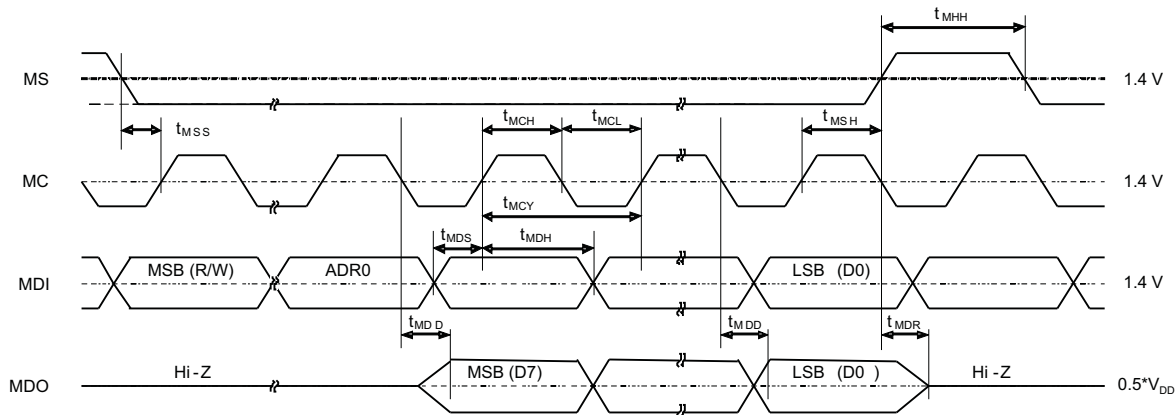 tMHH
MS
1.4 V
tMSS
tMCH
tMCL
tMSH
MC
1.4 V
tMCY
tMDS
tMDH
MDI
MSB (R/W)
ADR0
LSB (D0)
1.4 V
tMDD
tMDD
tMDR
MDO
Hi-Z
MSB (D7)
LSB (D0)
Hi-Z
0.5*VDD